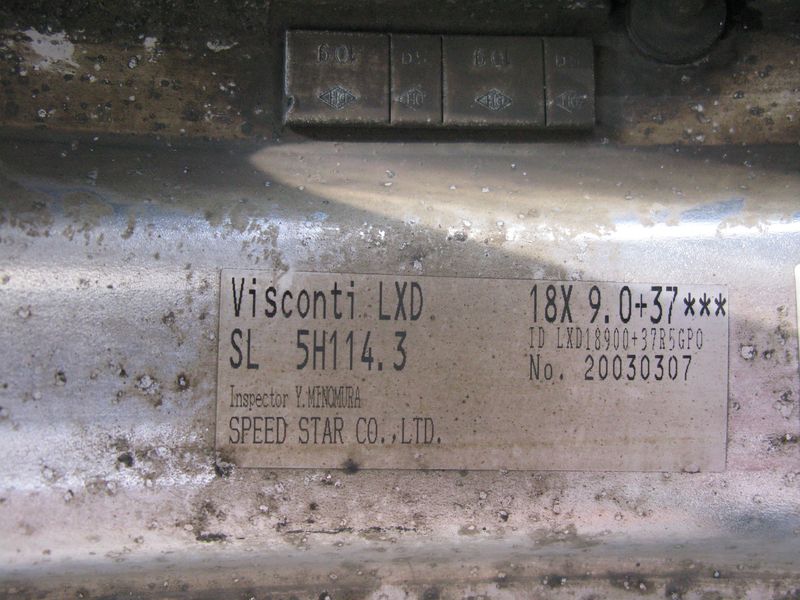 Visconti LXD 18X 9.0+37***
ID LXD18900+37R5GPO
SL 5H114.3
No. 20030307
Inspector Y.MINOMURA
SPEED STAR CO.,LTD.